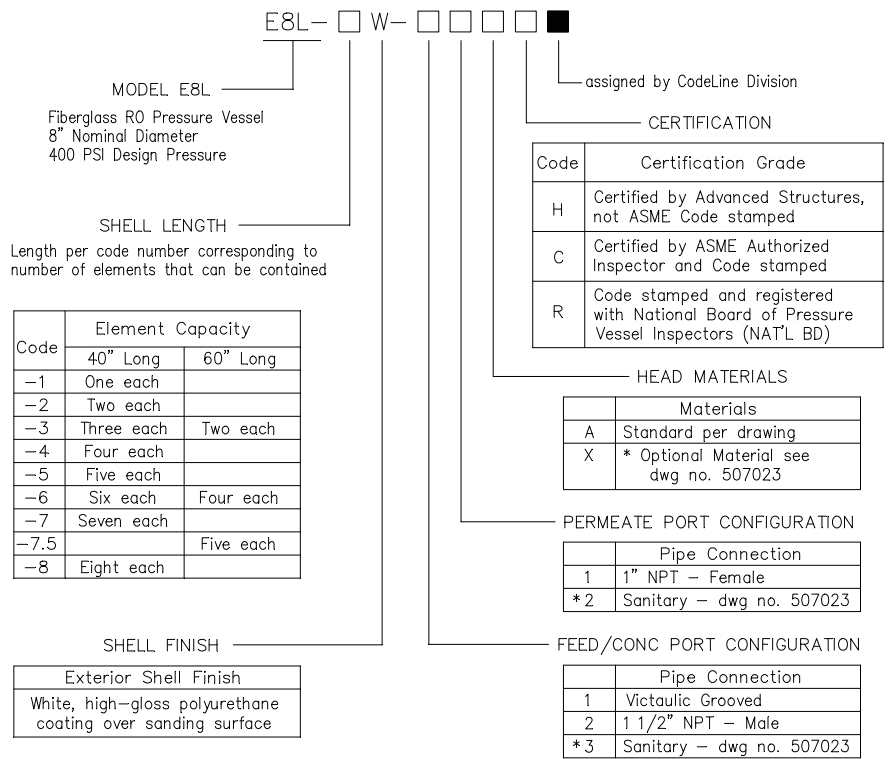 E8L- W-
assigned by CodeLine Division
MODEL E8L
Fiberglass RO Pressure Vessel
8" Nominal Diameter
400 PSI Design Pressure
CERTIFICATION
Code Certification Grade
H Certified by Advanced Structures,
not ASME Code stamped
C Certified by ASME Authorized
Inspector and Code stamped
R Code stamped and registered
with National Board of Pressure
Vessel Inspectors (NAT'L BD)
SHELL LENGTH
Length per code number corresponding to
number of elements that can be contained
Code Element Capacity
40" Long 60" Long
-1 One each
-2 Two each
-3 Three each Two each
-4 Four each
-5 Five each
-6 Six each Four each
-7 Seven each
-7.5 Five each
-8 Eight each
HEAD MATERIALS
Materials
A Standard per drawing
X * Optional Material see
dwg no. 507023
PERMEATE PORT CONFIGURATION
Pipe Connection
1 1" NPT - Female
*2 Sanitary - dwg no. 507023
SHELL FINISH
Exterior Shell Finish
White, high-gloss polyurethane
coating over sanding surface
FEED/CONC PORT CONFIGURATION
Pipe Connection
1 Victaulic Grooved
2 1 1/2" NPT - Male
*3 Sanitary - dwg no. 507023